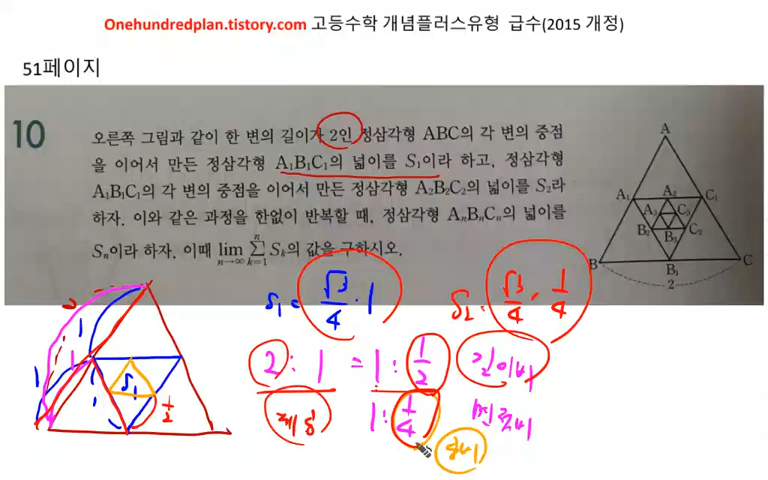 Onehundredplan.tistory.com 고등수학 개념플러스유형 급수(2015 개정)
51페이지
10
오른쪽 그림과 같이 한 변의 길이가 2인 정삼각형 ABC의 각 변의 중점
을 이어서 만든 정삼각형 A₁B₁C₁의 넓이를 S₁이라 하고, 정삼각형
A₁B₁C₁의 각 변의 중점을 이어서 만든 정삼각형 A₂B₂C₂의 넓이를 S₂라
하자. 이와 같은 과정을 한없이 반복할 때, 정삼각형 AₙBₙCₙ의 넓이를
Sₙ이라 하자. 이때 lim n→∞ Σ k=1 n Sₖ의 값을 구하시오.
A
A₁ A₂ C₁
A₃ C₃
B₂ B₃ C₂
B B₁ C
2
S₁ = √3/4 · 1
S₂ = √3/4 · 1/4
2 : 1 = 1 : 1/2 길이비
제곱 1 : 1/4 면적비
공비
2
1
1
1
1
S₁
1/2